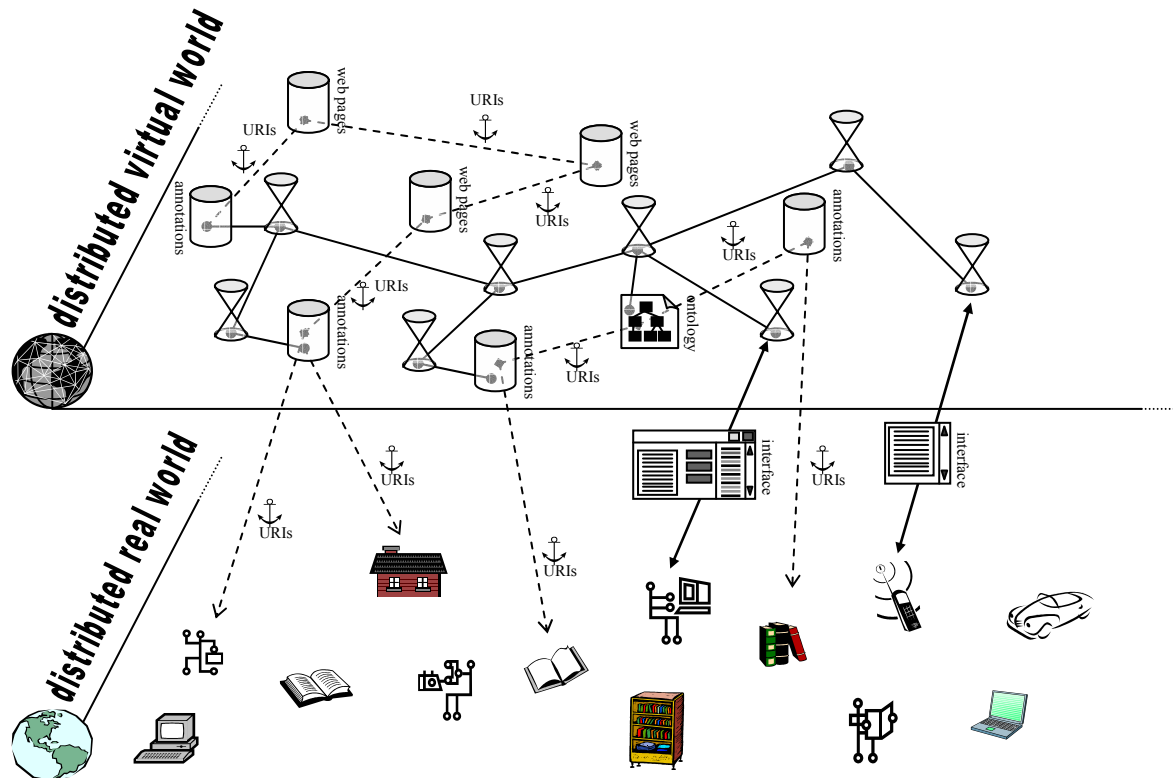 distributed virtual world
web pages
URIs
URIs
annotations
web pages
web pages
URIs
annotations
URIs
URIs
annotations
ontology
annotations
URIs
distributed real world
interface
interface
URIs
URIs
URIs
URIs